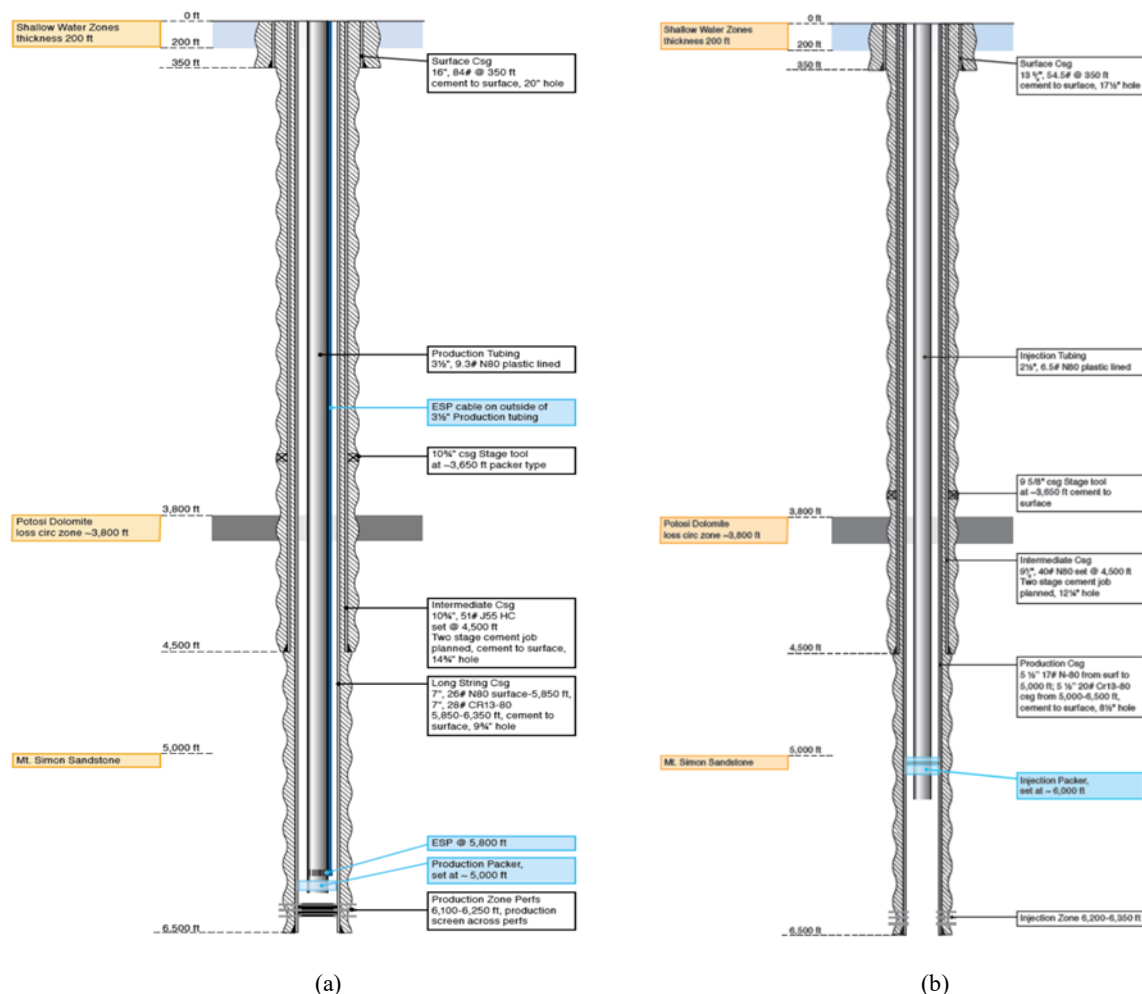 Shallow Water Zones
thickness 200 ft
0 ft
200 ft
350 ft
Surface Csg
16", 84# @ 350 ft
cement to surface, 20" hole
Production Tubing
3½", 9.3# N80 plastic lined
ESP cable on outside of
3½" Production tubing
10¾" csg Stage tool
at ~3,650 ft packer type
3,800 ft
Potosi Dolomite
loss circ zone ~3,800 ft
Intermediate Csg
10¾", 51# J55 HC
set @ 4,500 ft
Two stage cement job
planned, cement to surface,
14¾" hole
4,500 ft
Long String Csg
7", 26# N80 surface-5,850 ft,
7", 28# CR13-80
5,850-6,350 ft, cement to
surface, 9¾" hole
5,000 ft
Mt. Simon Sandstone
ESP @ 5,800 ft
Production Packer,
set at ~ 5,000 ft
Production Zone Perfs
6,100-6,250 ft, production
screen across perfs
6,500 ft
(a)
Shallow Water Zones
thickness 200 ft
0 ft
200 ft
350 ft
Surface Csg
13 ⅜", 54.5# @ 350 ft
cement to surface, 17½" hole
Injection Tubing
2⅞", 6.5# N80 plastic lined
9 5/8" csg Stage tool
at ~3,650 ft cement to
surface
3,800 ft
Potosi Dolomite
loss circ zone ~3,800 ft
Intermediate Csg
9⅝", 40# N80 set @ 4,500 ft
Two stage cement job
planned, 12¼" hole
4,500 ft
Production Csg
5 ½" 17# N-80 from surf to
5,000 ft; 5 ½" 20# Cr13-80
csg from 5,000-6,500 ft,
cement to surface, 8½" hole
5,000 ft
Mt. Simon Sandstone
Injection Packer,
set at ~ 6,000 ft
Injection Zone 6,200-6,350 ft
6,500 ft
(b)